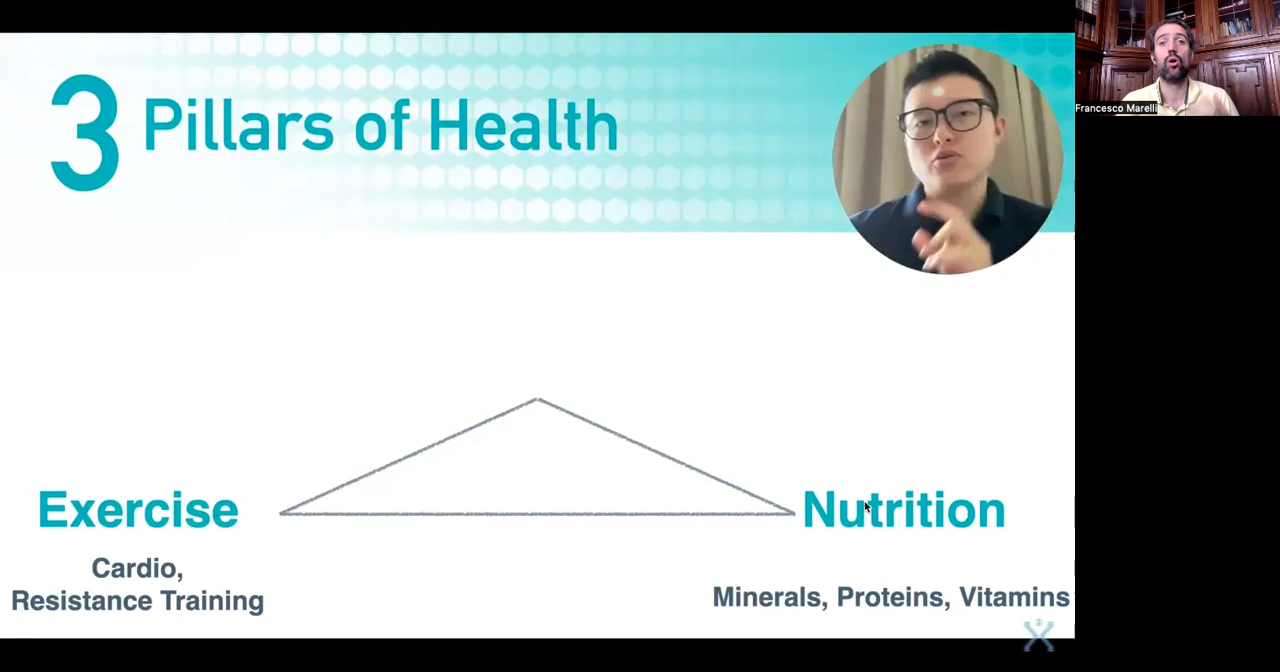 3 Pillars of Health
Francesco Marelli
Exercise
Nutrition
Cardio,
Resistance Training
Minerals, Proteins, Vitamins